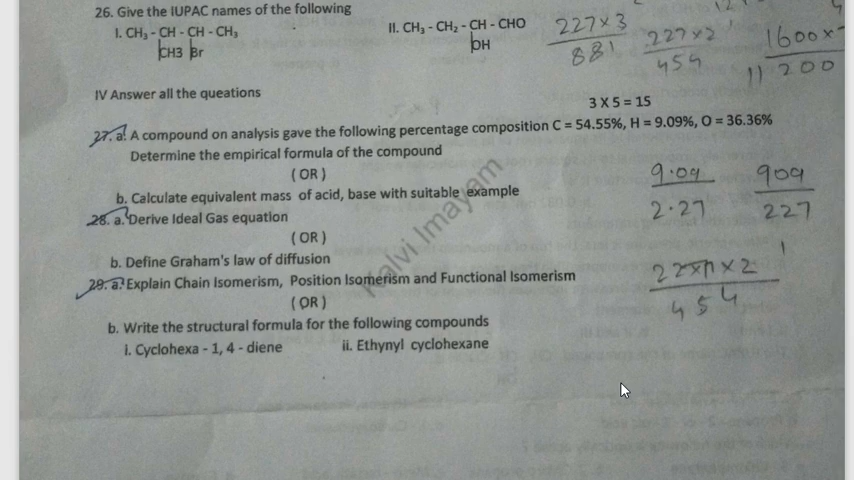 26. Give the IUPAC names of the following
I. CH₃ - CH - CH - CH₃
CH3 Br
II. CH₃ - CH₂ - CH - CHO
OH
227×3
881
227×2
454
1600×
11200
IV Answer all the queations
3 X 5 = 15
27. a. A compound on analysis gave the following percentage composition C = 54.55%, H = 9.09%, O = 36.36%
Determine the empirical formula of the compound
( OR )
b. Calculate equivalent mass of acid, base with suitable example
28. a. Derive Ideal Gas equation
( OR )
b. Define Graham's law of diffusion
29. a. Explain Chain Isomerism, Position Isomerism and Functional Isomerism
( OR )
b. Write the structural formula for the following compounds
i. Cyclohexa - 1, 4 - diene ii. Ethynyl cyclohexane
9.09
2.27
909
227
454
Kalvi Imayam